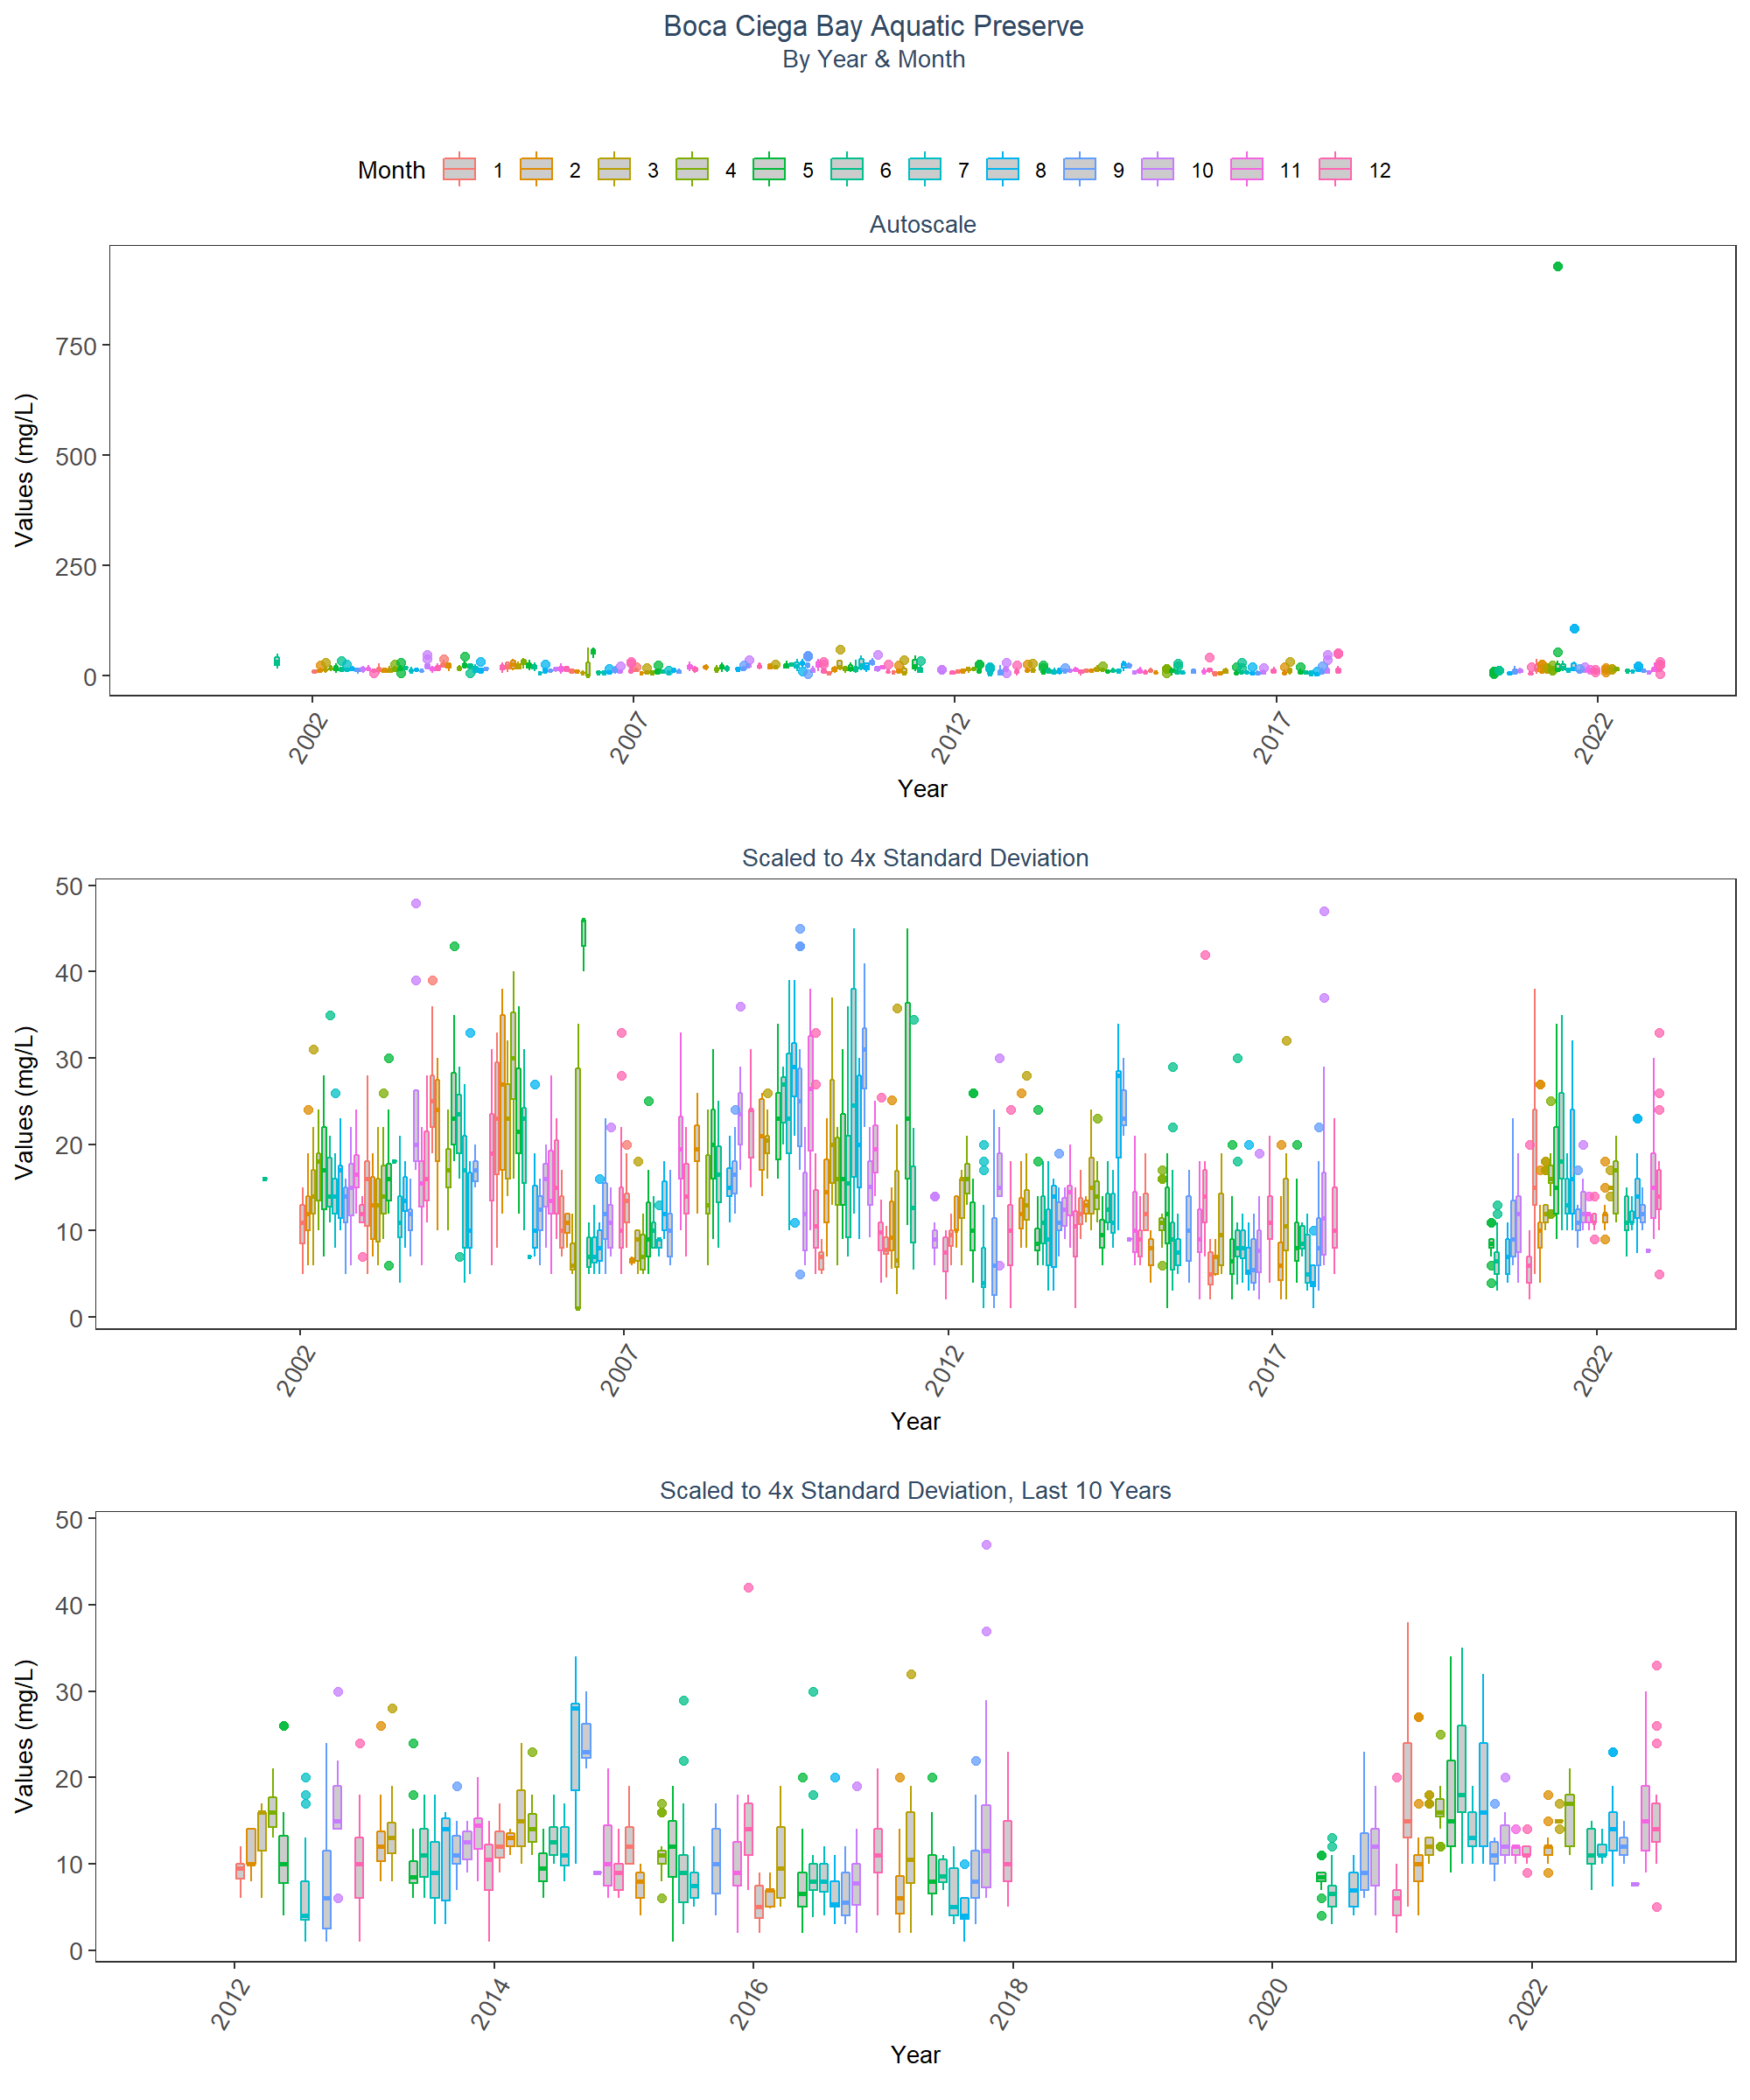 Boca Ciega Bay Aquatic Preserve
By Year & Month
Month 1 2 3 4 5 6 7 8 9 10 11 12
Autoscale
Values (mg/L)
750
500
250
0
2002 2007 2012 2017 2022
Year
Scaled to 4x Standard Deviation
Values (mg/L)
50
40
30
20
10
0
2002 2007 2012 2017 2022
Year
Scaled to 4x Standard Deviation, Last 10 Years
Values (mg/L)
50
40
30
20
10
0
2012 2014 2016 2018 2020 2022
Year